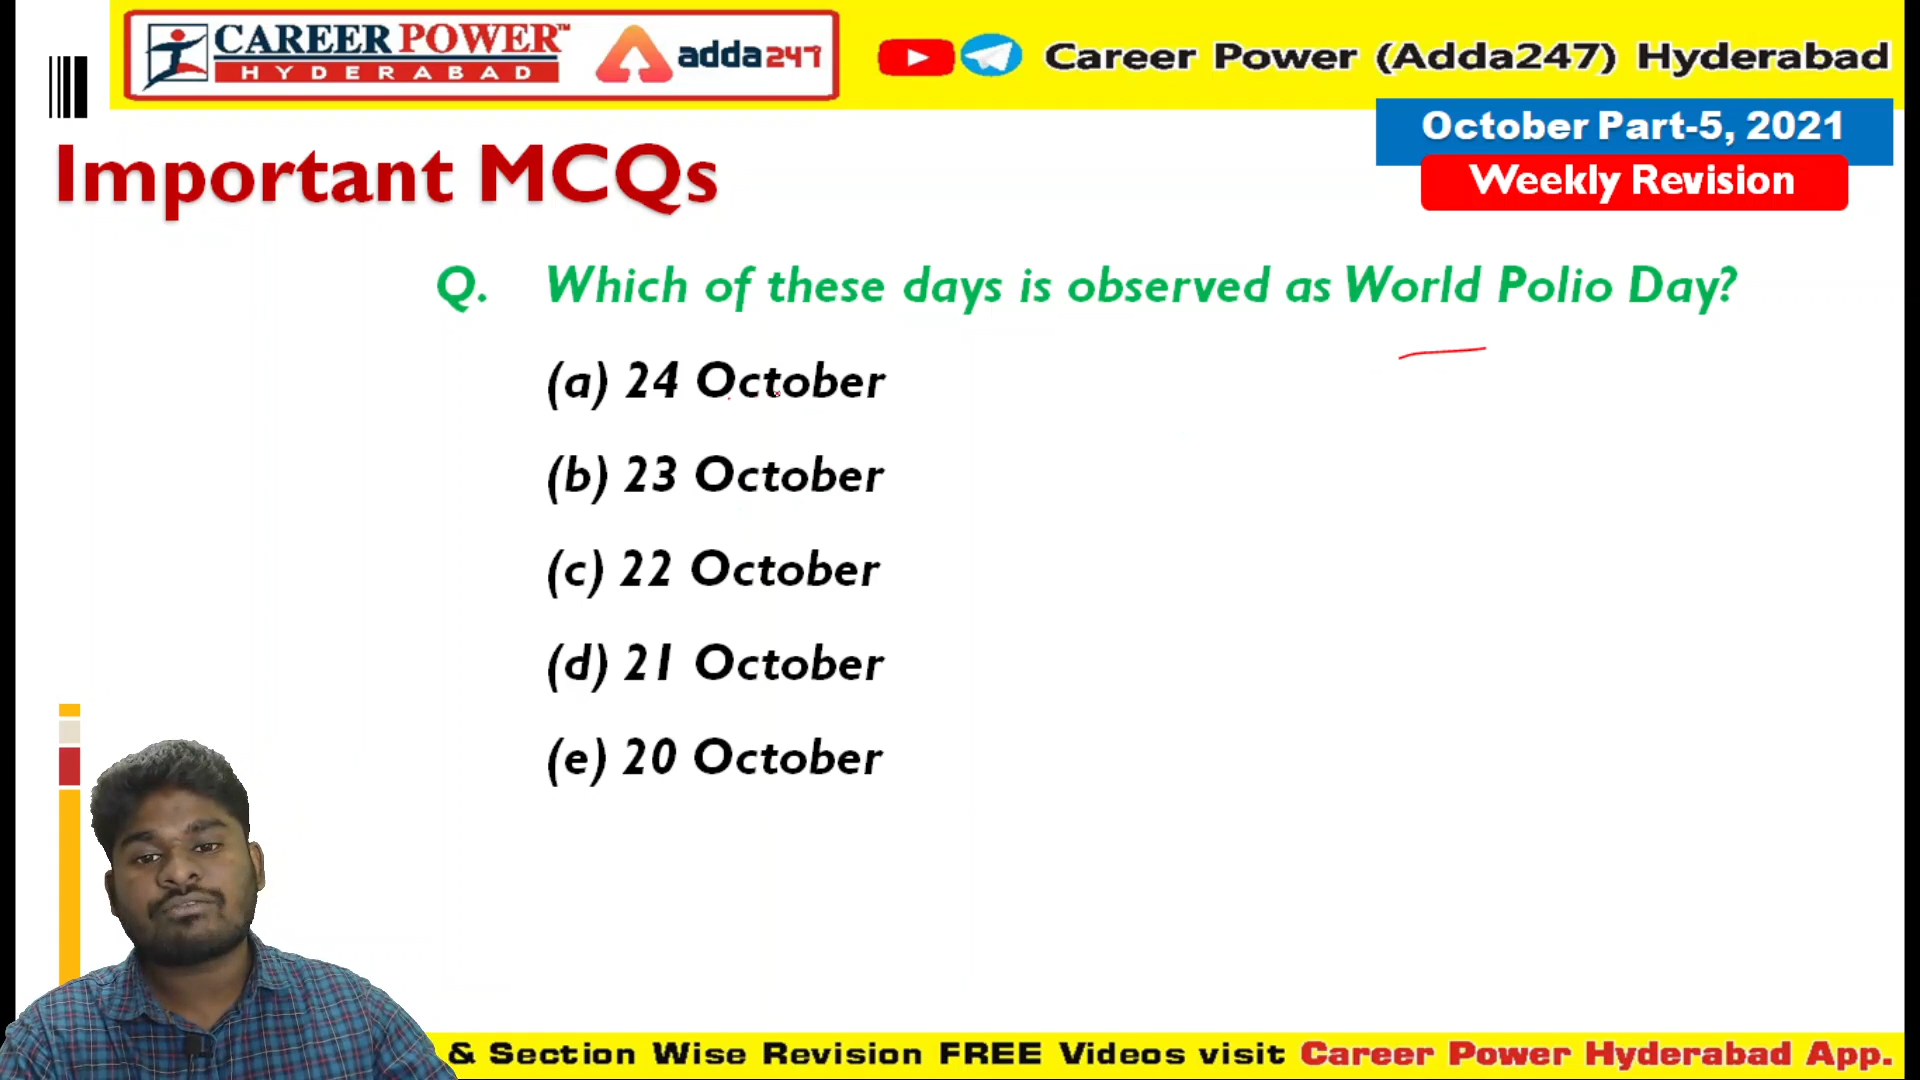 CAREER POWER™
HYDERABAD
adda247
Career Power (Adda247) Hyderabad
October Part-5, 2021
Weekly Revision
Important MCQs
Q. Which of these days is observed as World Polio Day?
(a) 24 October
(b) 23 October
(c) 22 October
(d) 21 October
(e) 20 October
& Section Wise Revision FREE Videos visit Career Power Hyderabad App.